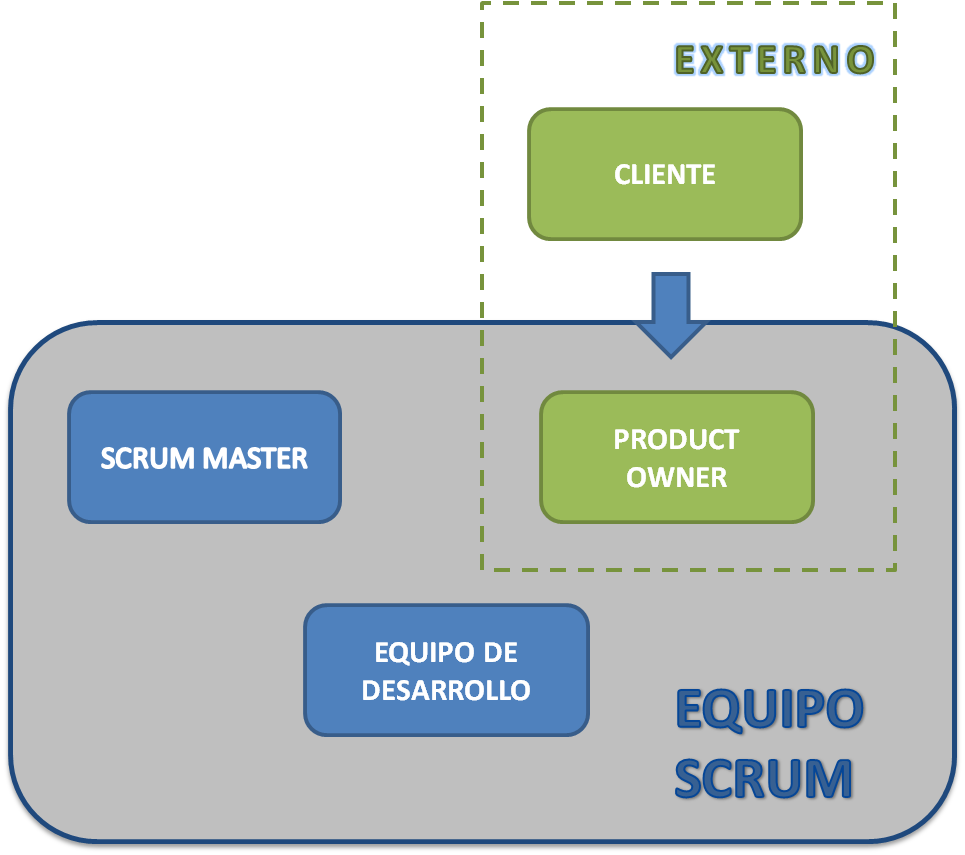 EXTERNO
CLIENTE
SCRUM MASTER
PRODUCT
OWNER
EQUIPO DE
DESARROLLO
EQUIPO
SCRUM